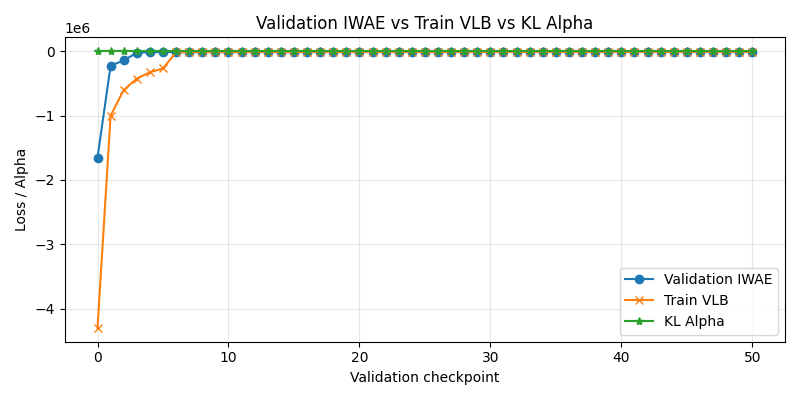 Validation IWAE vs Train VLB vs KL Alpha
1e6
0
−1
−2
−3
−4
Loss / Alpha
0 10 20 30 40 50
Validation checkpoint
Validation IWAE
Train VLB
KL Alpha